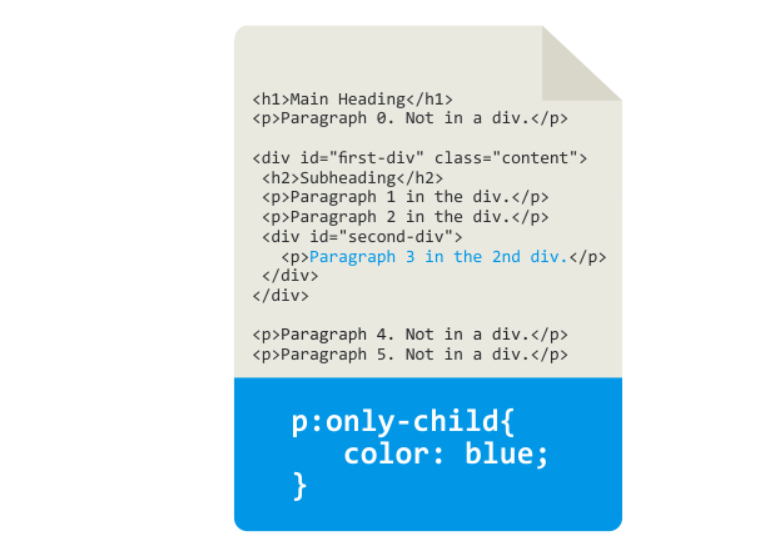 <h1>Main Heading</h1>
<p>Paragraph 0. Not in a div.</p>
<div id="first-div" class="content">
<h2>Subheading</h2>
<p>Paragraph 1 in the div.</p>
<p>Paragraph 2 in the div.</p>
<div id="second-div">
<p>Paragraph 3 in the 2nd div.</p>
</div>
</div>
<p>Paragraph 4. Not in a div.</p>
<p>Paragraph 5. Not in a div.</p>
p:only-child{
color: blue;
}